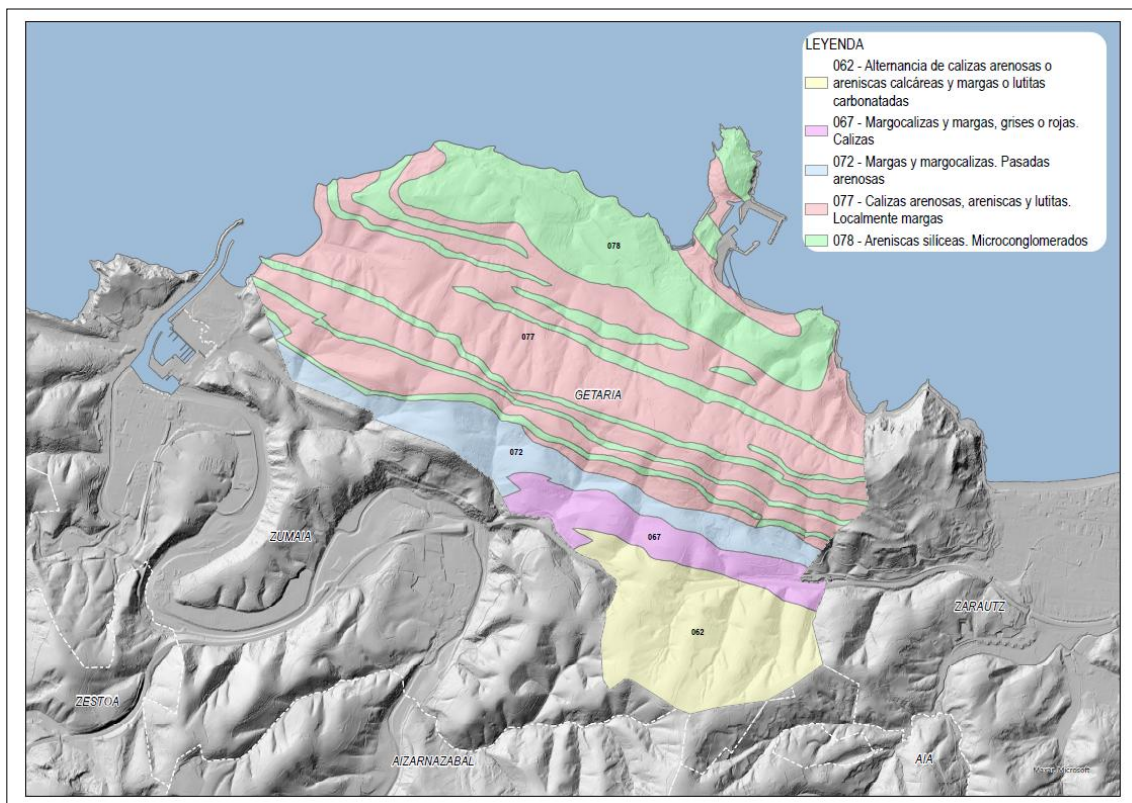 LEYENDA
062 - Alternancia de calizas arenosas o
areniscas calcáreas y margas o lutitas
carbonatadas
067 - Margocalizas y margas, grises o rojas.
Calizas
072 - Margas y margocalizas. Pasadas
arenosas
077 - Calizas arenosas, areniscas y lutitas.
Localmente margas
078 - Areniscas silíceas. Microconglomerados
078
077
GETARIA
072
067
ZUMAIA
ZARAUTZ
062
ZESTOA
AIZARNAZABAL
AIA
Microsoft